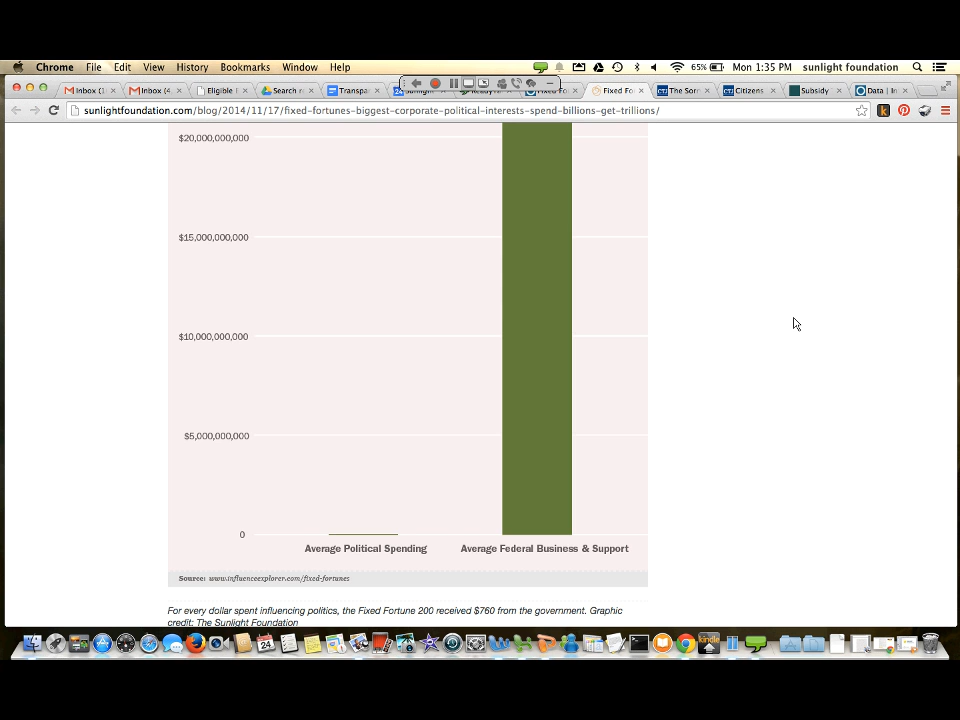 Chrome File Edit View History Bookmarks Window Help 65% Mon 1:35 PM sunlight foundation
Inbox (1 Inbox (4 Eligible Search r Transpa Fixed Fo The Sorr Citizens Subsidy Data | In
sunlightfoundation.com/blog/2014/11/17/fixed-fortunes-biggest-corporate-political-interests-spend-billions-get-trillions/
$20,000,000,000
$15,000,000,000
$10,000,000,000
$5,000,000,000
0
Average Political Spending Average Federal Business & Support
Source: www.influenceexplorer.com/fixed-fortunes
For every dollar spent influencing politics, the Fixed Fortune 200 received $760 from the government. Graphic
credit: The Sunlight Foundation